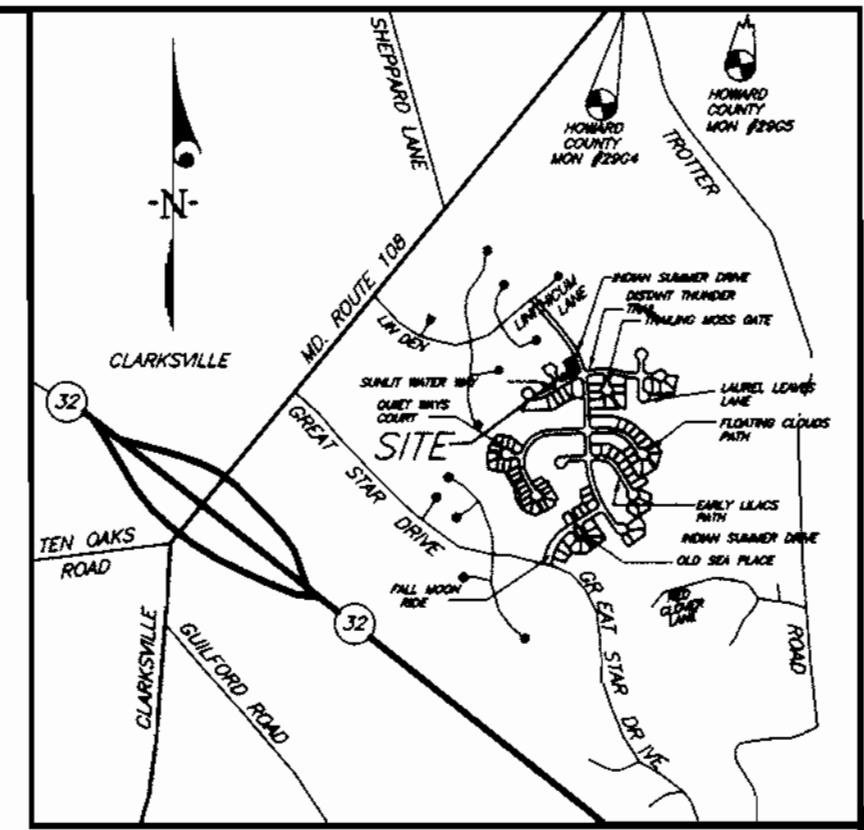 SHEPPARD LANE
HOWARD
COUNTY
MON #29G5
HOWARD
COUNTY
MON #29G4
TROTTER
-N-
MD. ROUTE 108
INDIAN SUMMER DRIVE
LINTHICUM
LANE
DISTANT THUNDER
TRAIL
TRAILING MOSS GATE
LIN DEN
CLARKSVILLE
SUNLIT WATER WAY
LAUREL LEAVES
LANE
32
QUIET WAYS
COURT
FLOATING CLOUDS
PATH
SITE
GREAT STAR DRIVE
EARLY LILACS
PATH
TEN OAKS
ROAD
INDIAN SUMMER DRIVE
OLD SEA PLACE
FALL MOON
RIDE
RED
CLOVER
LANE
GREAT STAR DRIVE
32
ROAD
CLARKSVILLE
GUILFORD ROAD